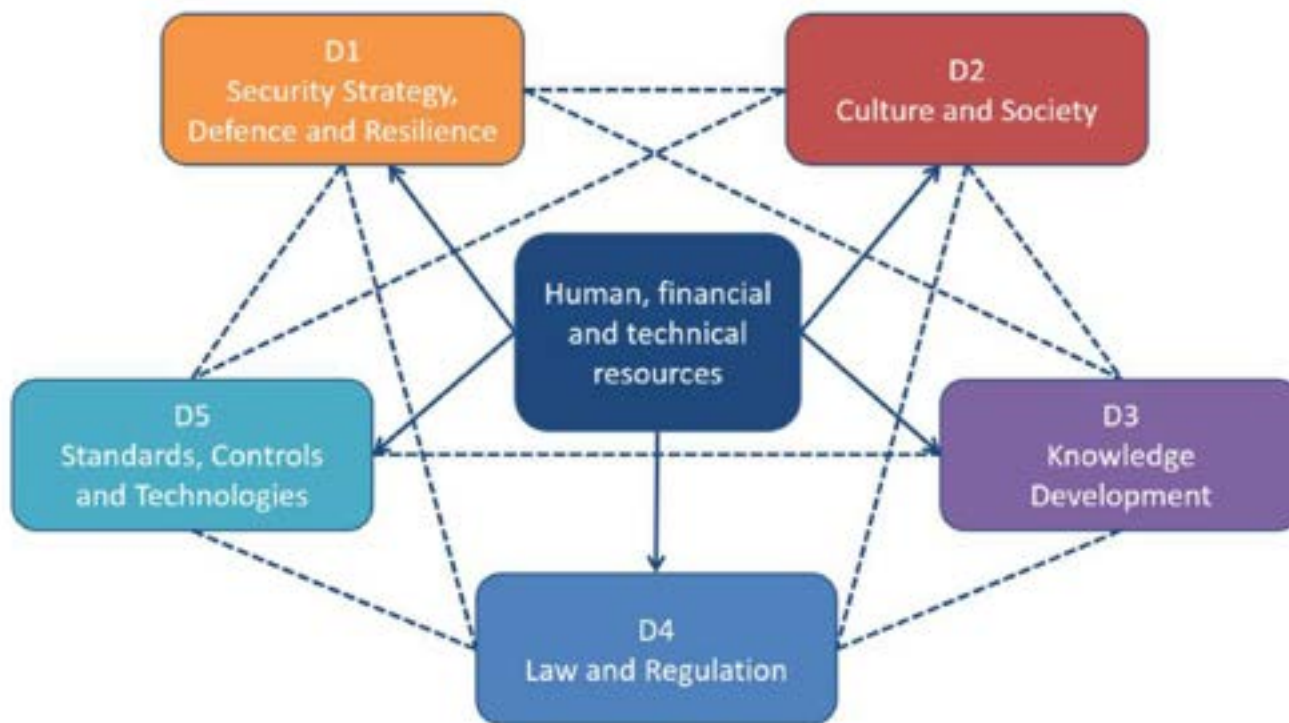 D1
Security Strategy,
Defence and Resilience
D2
Culture and Society
Human, financial
and technical
resources
D5
Standards, Controls
and Technologies
D3
Knowledge
Development
D4
Law and Regulation